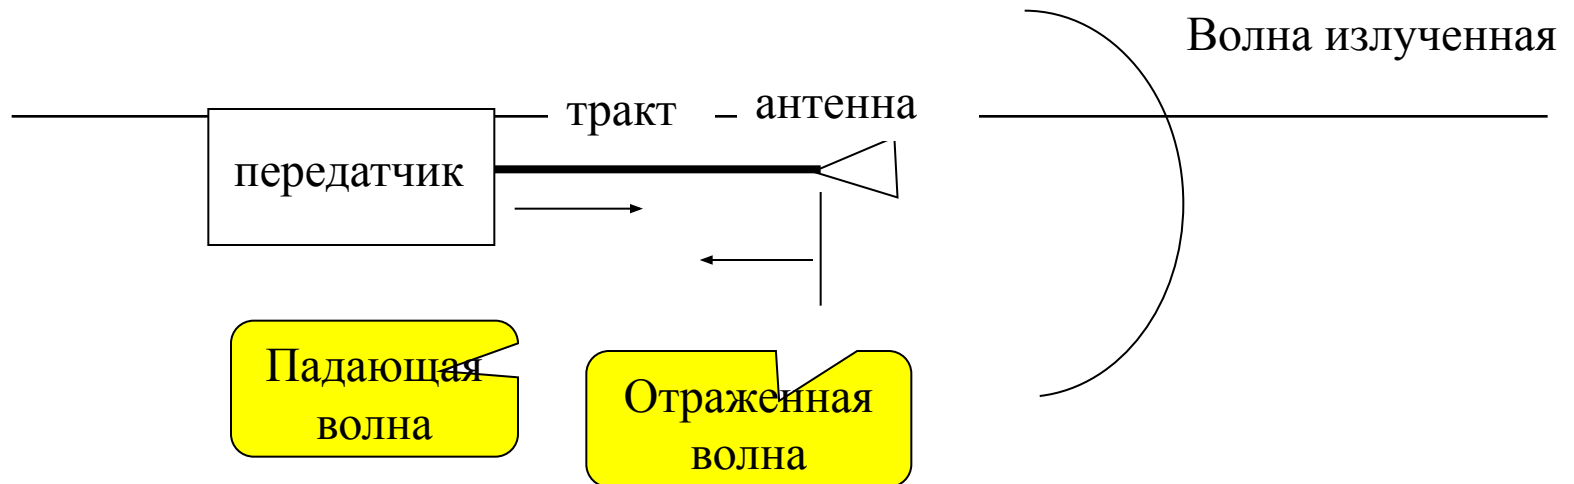 Волна излученная
тракт
антенна
передатчик
Падающая
волна
Отраженная
волна